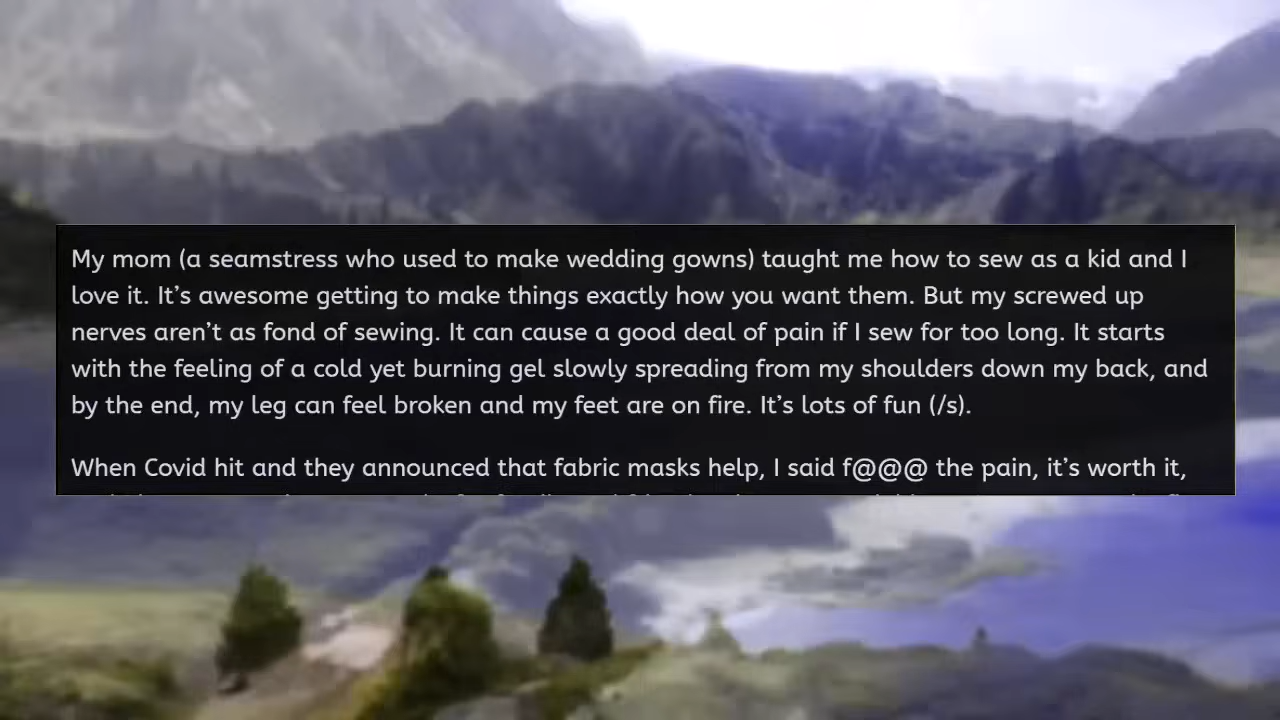 My mom (a seamstress who used to make wedding gowns) taught me how to sew as a kid and I
love it. It’s awesome getting to make things exactly how you want them. But my screwed up
nerves aren’t as fond of sewing. It can cause a good deal of pain if I sew for too long. It starts
with the feeling of a cold yet burning gel slowly spreading from my shoulders down my back, and
by the end, my leg can feel broken and my feet are on fire. It’s lots of fun (/s).
When Covid hit and they announced that fabric masks help, I said f@@@ the pain, it’s worth it,